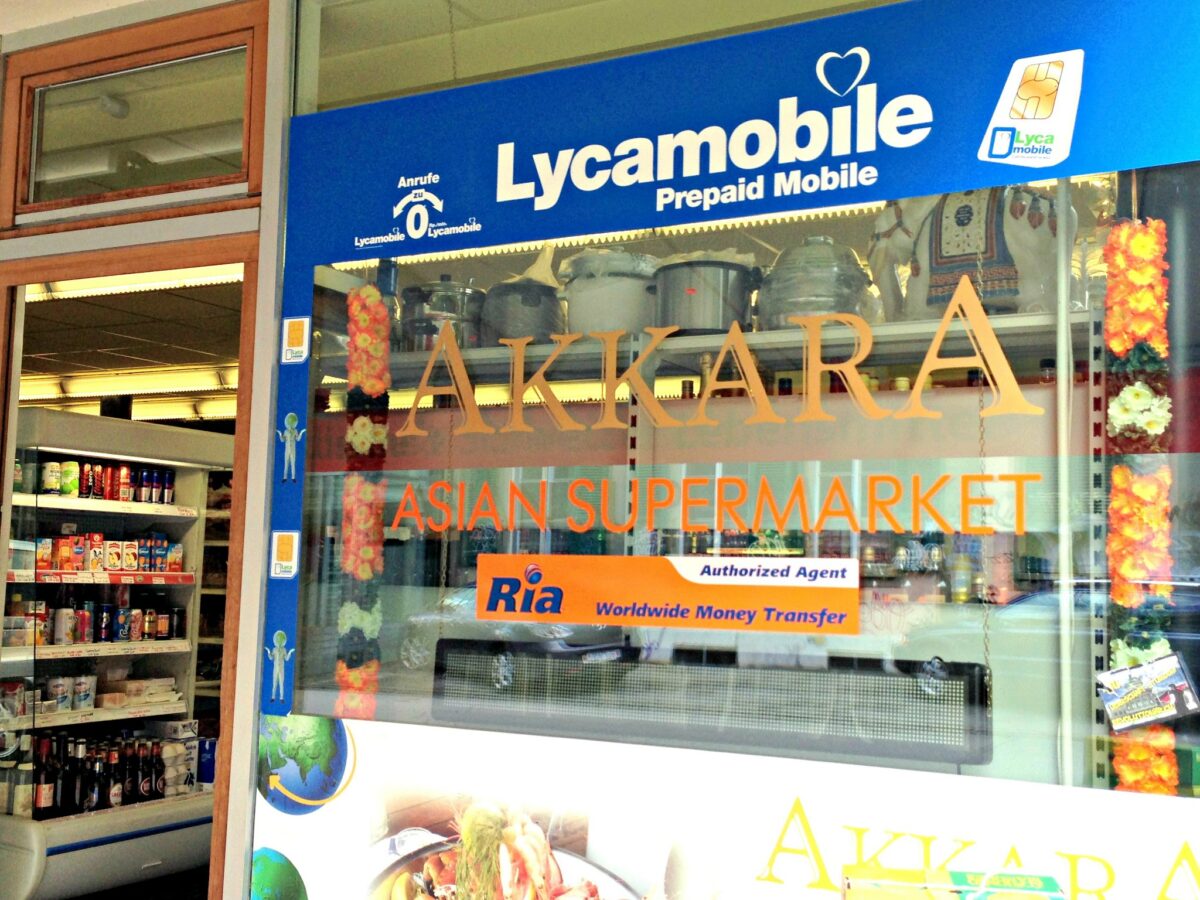 Lycamobile
Prepaid Mobile
Lyca
mobile
Anrufe
zu
0
Lycamobile
Lycamobile
AKKARA
ASIAN SUPERMARKET
Ria
Authorized Agent
Worldwide Money Transfer
AKKARA